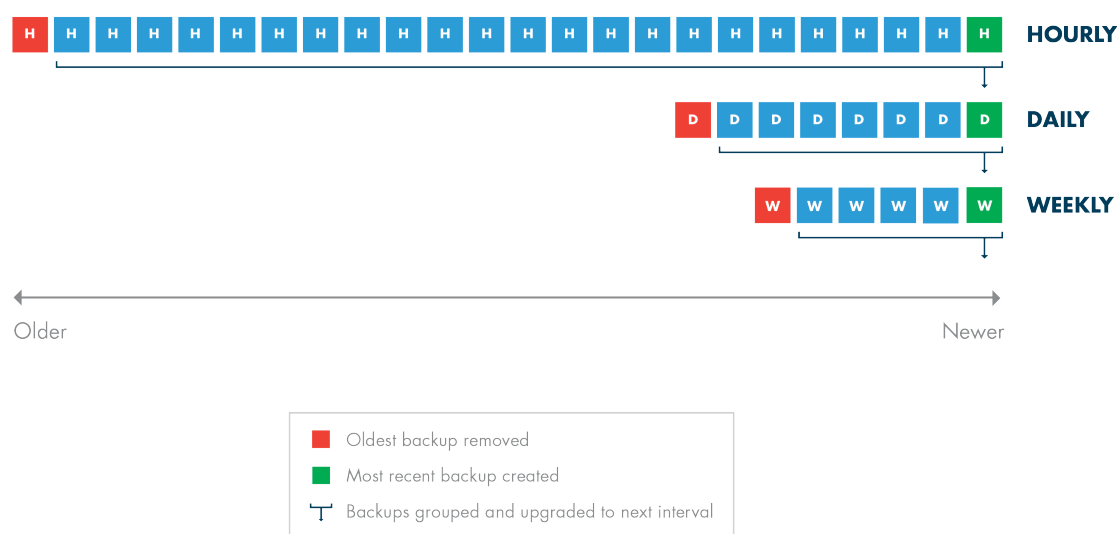 H H H H H H H H H H H H H H H H H H H H H H H H HOURLY
D D D D D D D D DAILY
W W W W W W WEEKLY
Older Newer
Oldest backup removed
Most recent backup created
Backups grouped and upgraded to next interval